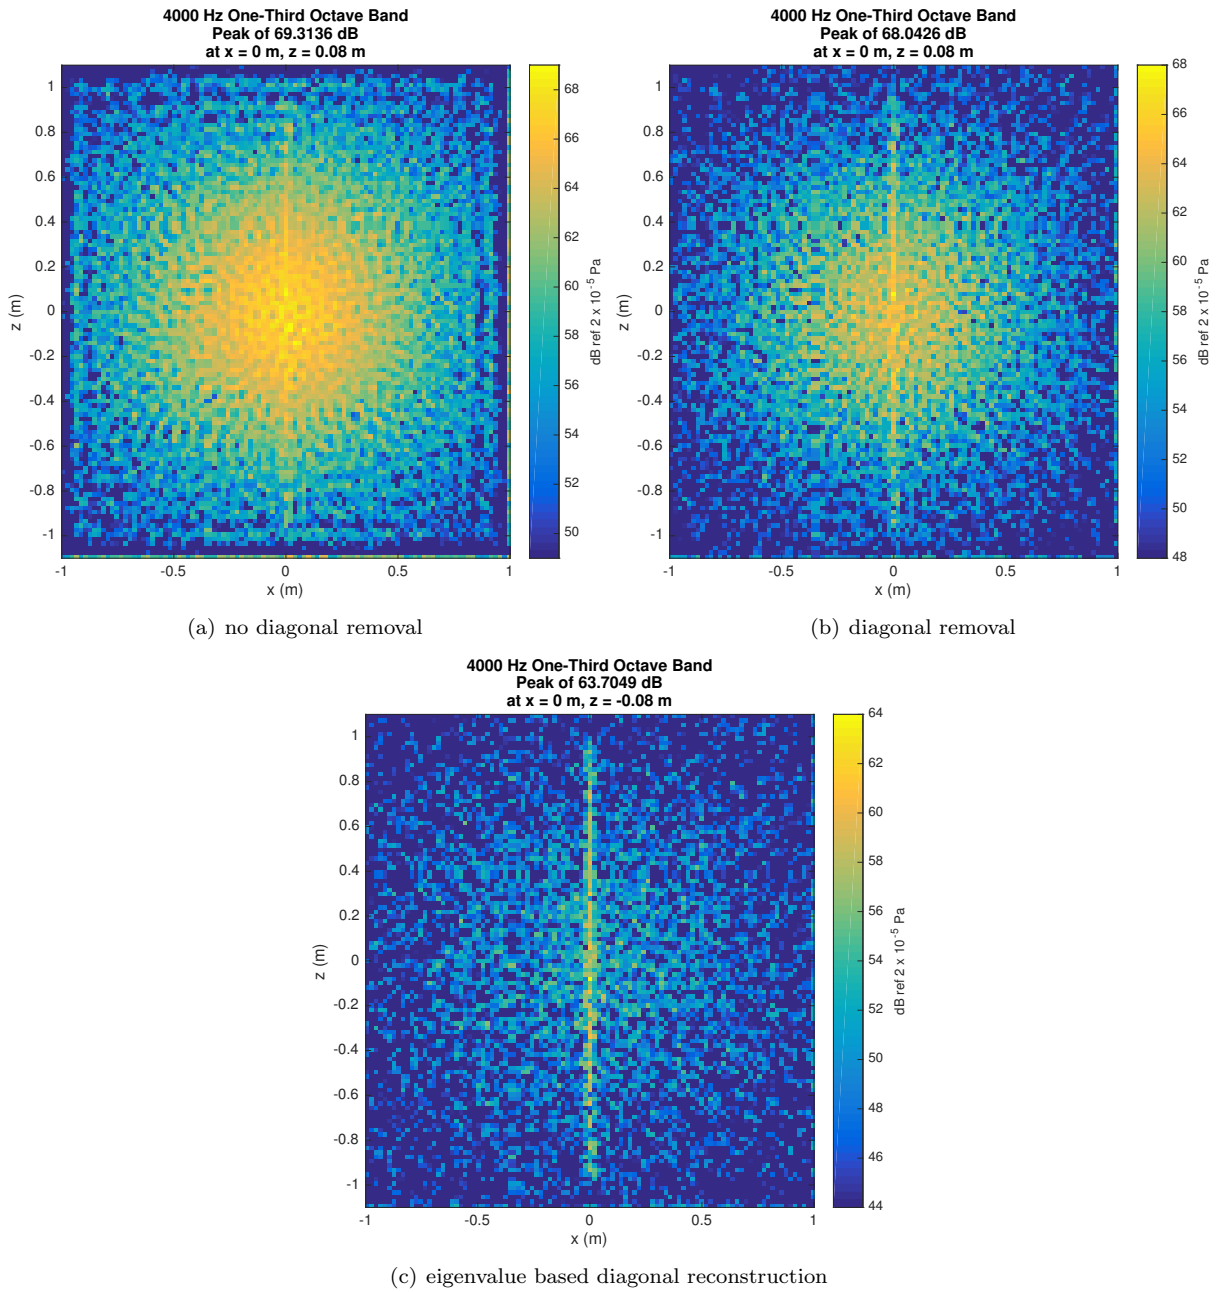 4000 Hz One-Third Octave Band
Peak of 69.3136 dB
at x = 0 m, z = 0.08 m
1
0.8
0.6
0.4
0.2
0
-0.2
-0.4
-0.6
-0.8
-1
z (m)
-1 -0.5 0 0.5 1
x (m)
68
66
64
62
60
58
56
54
52
50
dB ref 2 x 10⁻⁵ Pa
(a) no diagonal removal
4000 Hz One-Third Octave Band
Peak of 68.0426 dB
at x = 0 m, z = 0.08 m
1
0.8
0.6
0.4
0.2
0
-0.2
-0.4
-0.6
-0.8
-1
z (m)
-1 -0.5 0 0.5 1
x (m)
68
66
64
62
60
58
56
54
52
50
48
dB ref 2 x 10⁻⁵ Pa
(b) diagonal removal
4000 Hz One-Third Octave Band
Peak of 63.7049 dB
at x = 0 m, z = -0.08 m
1
0.8
0.6
0.4
0.2
0
-0.2
-0.4
-0.6
-0.8
-1
z (m)
-1 -0.5 0 0.5 1
x (m)
64
62
60
58
56
54
52
50
48
46
44
dB ref 2 x 10⁻⁵ Pa
(c) eigenvalue based diagonal reconstruction